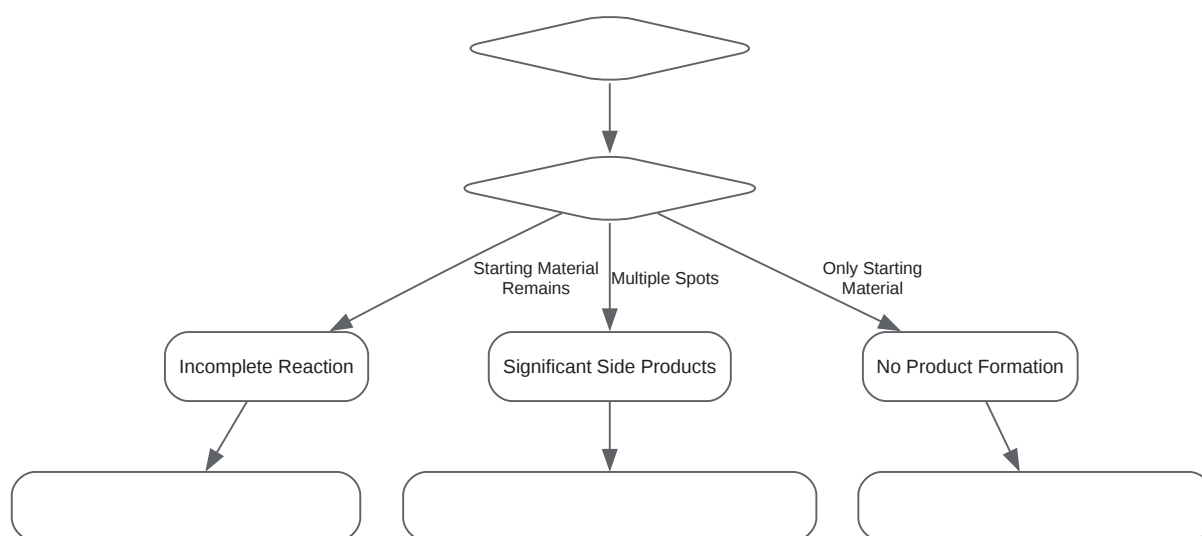 Starting Material
Remains
Multiple Spots
Only Starting
Material
Incomplete Reaction
Significant Side Products
No Product Formation